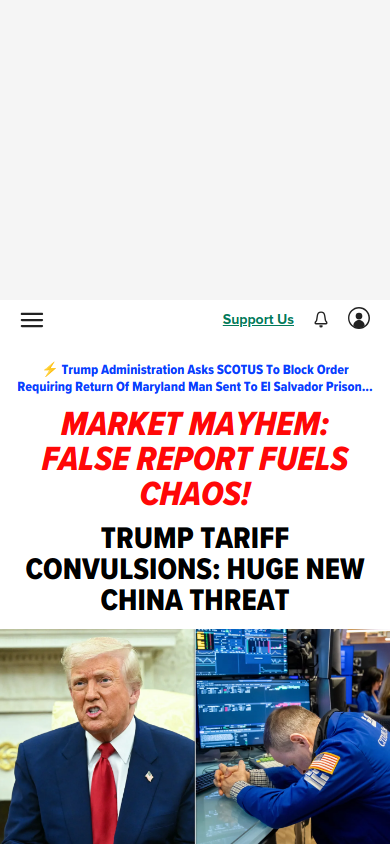 Support Us
⚡ Trump Administration Asks SCOTUS To Block Order
Requiring Return Of Maryland Man Sent To El Salvador Prison...
MARKET MAYHEM:
FALSE REPORT FUELS
CHAOS!
TRUMP TARIFF
CONVULSIONS: HUGE NEW
CHINA THREAT